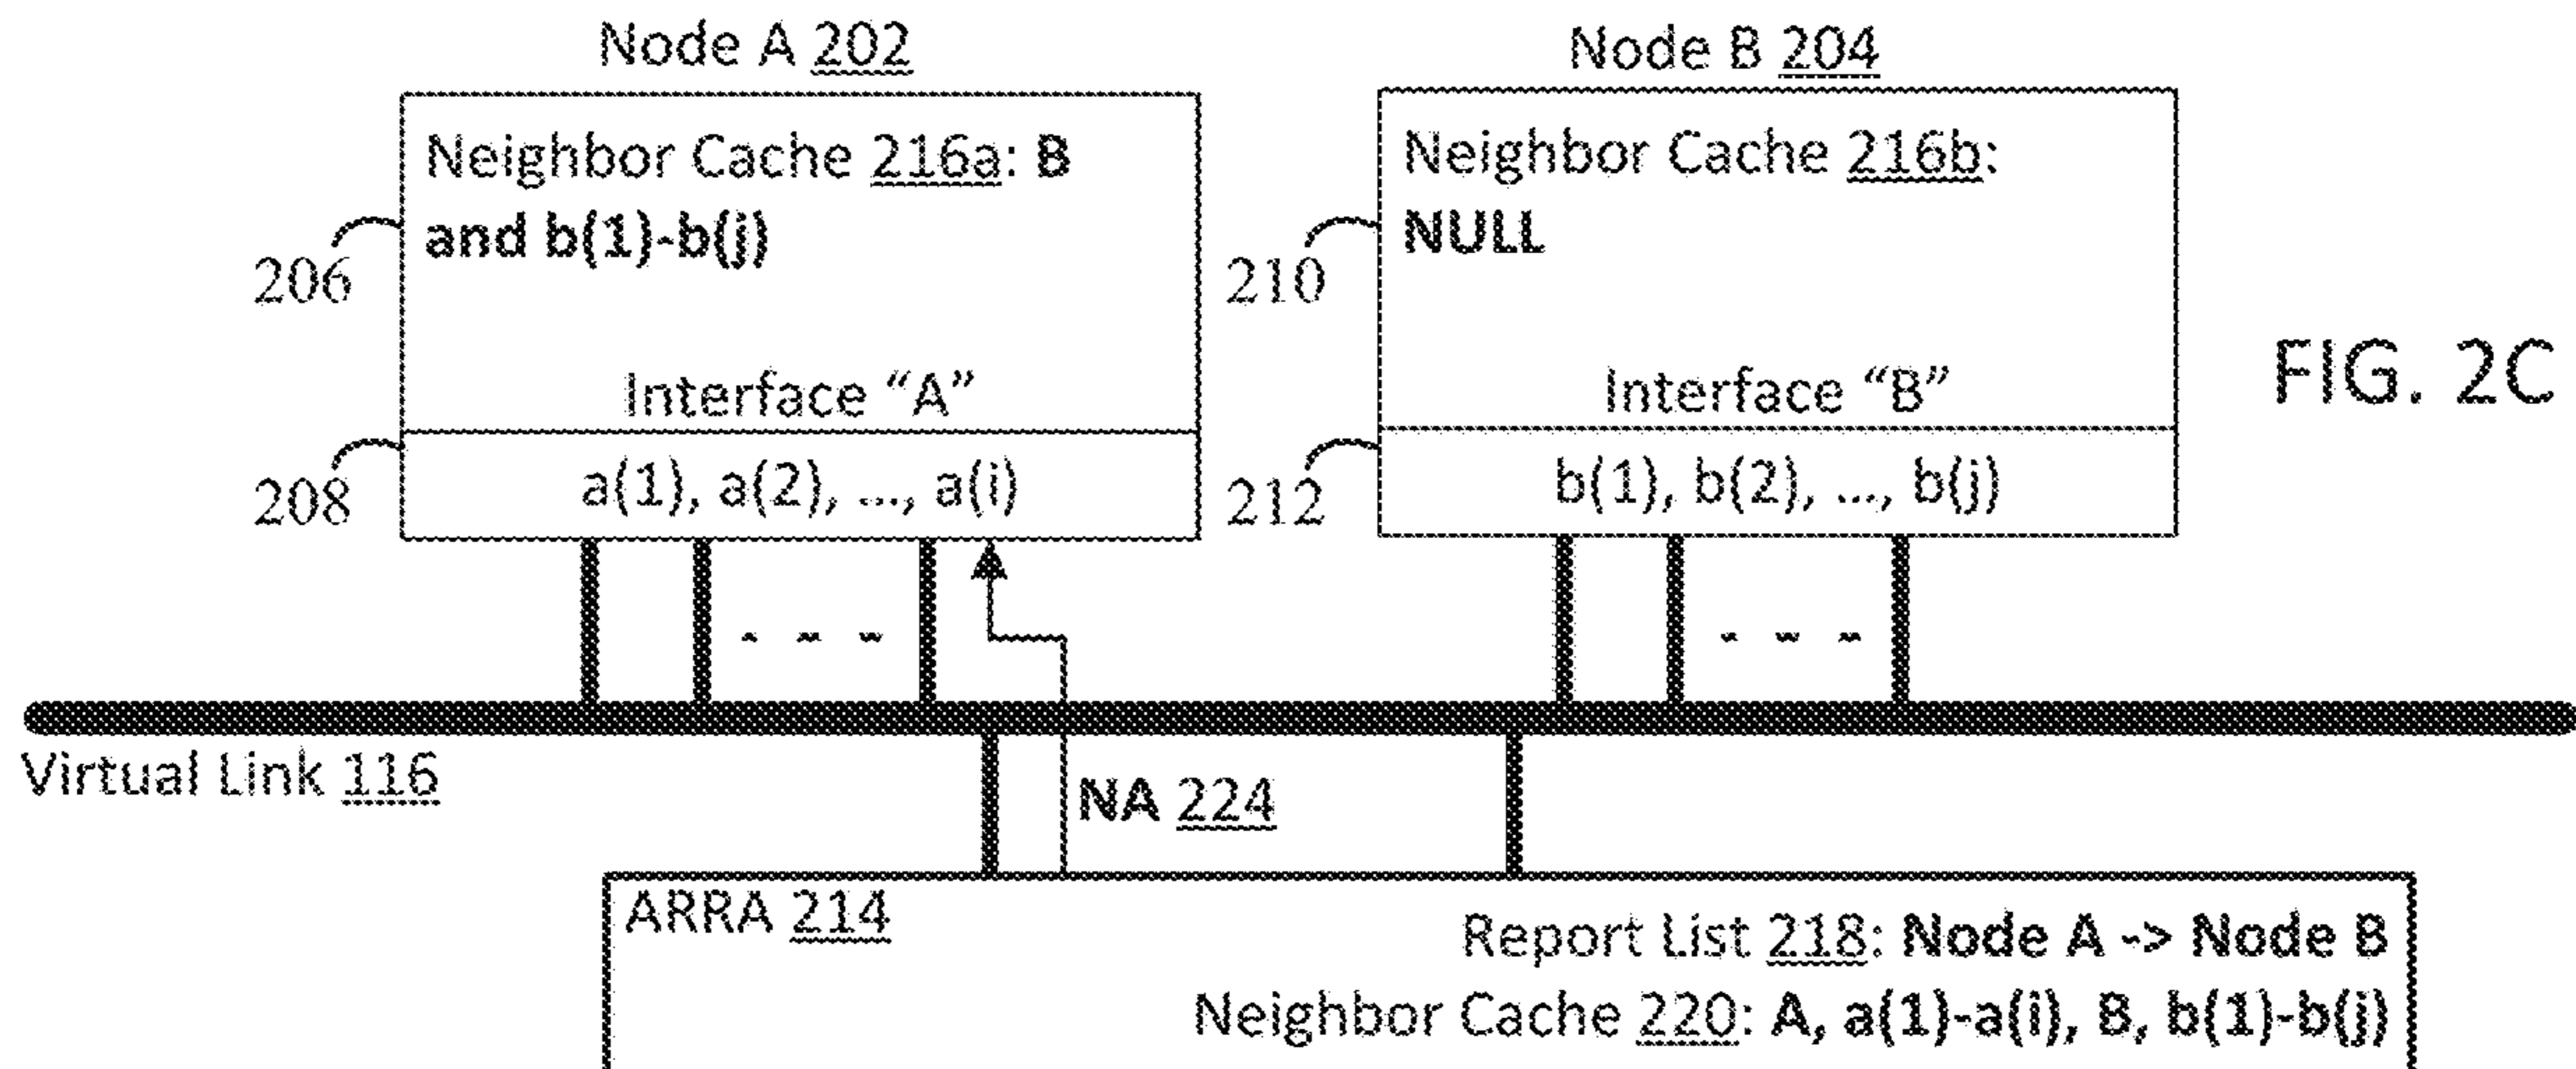 Node A 202
Neighbor Cache 216a: B
and b(1)-b(j)
206
Interface “A”
208
a(1), a(2), ..., a(i)
Node B 204
Neighbor Cache 216b:
NULL
210
Interface “B”
212
b(1), b(2), ..., b(j)
FIG. 2C
- - -
- - -
Virtual Link 116
NA 224
ARRA 214
Report List 218: Node A -> Node B
Neighbor Cache 220: A, a(1)-a(i), B, b(1)-b(j)